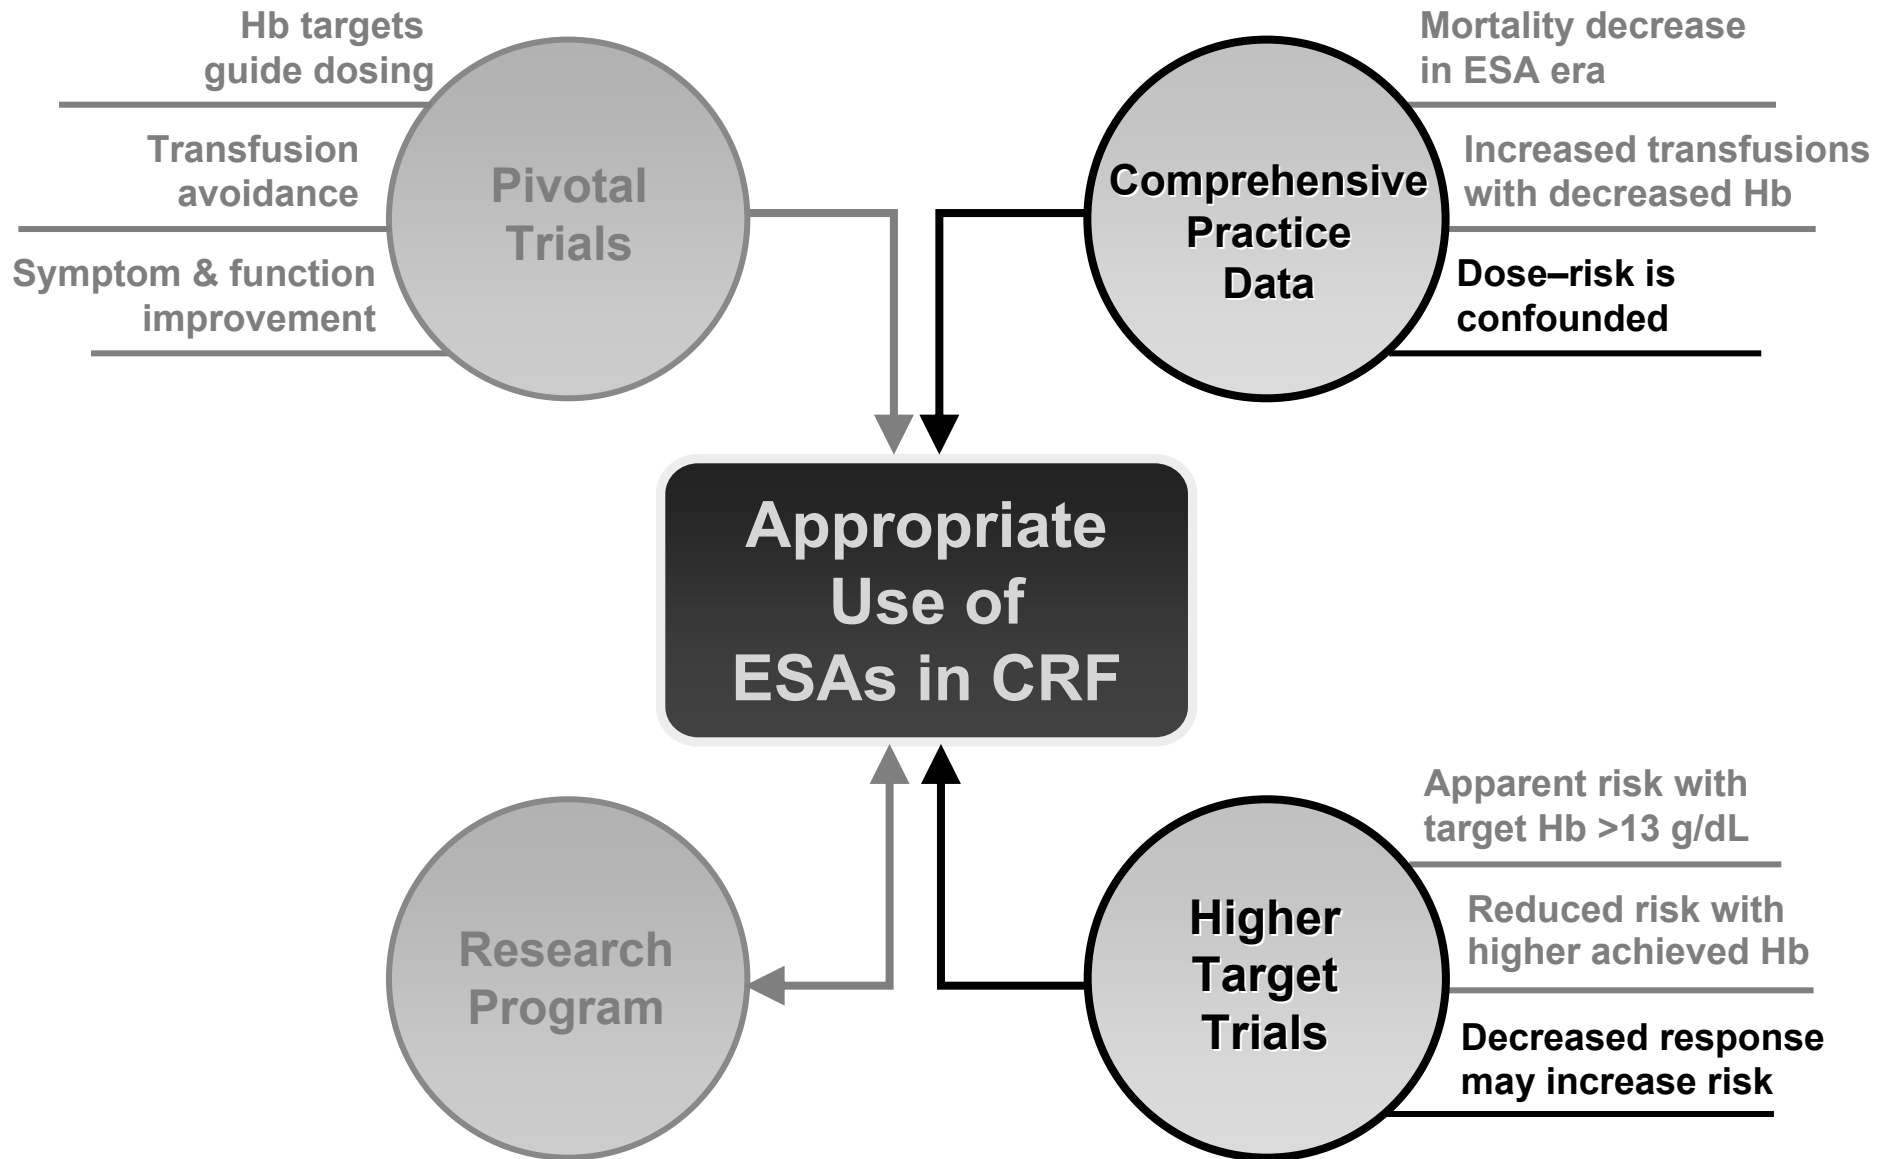 Hb targets
guide dosing
Transfusion
avoidance
Symptom & function
improvement
Pivotal
Trials
Comprehensive
Practice
Data
Mortality decrease
in ESA era
Increased transfusions
with decreased Hb
Dose–risk is
confounded
Appropriate
Use of
ESAs in CRF
Research
Program
Higher
Target
Trials
Apparent risk with
target Hb >13 g/dL
Reduced risk with
higher achieved Hb
Decreased response
may increase risk